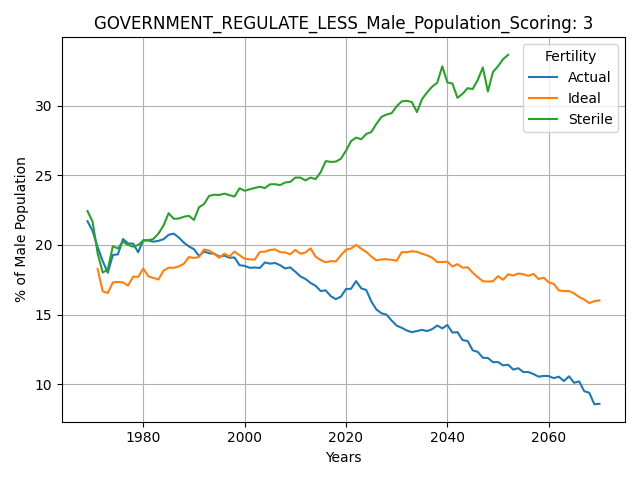 GOVERNMENT_REGULATE_LESS_Male_Population_Scoring: 3
% of Male Population
30
25
20
15
10
Fertility
Actual
Ideal
Sterile
1980 2000 2020 2040 2060
Years